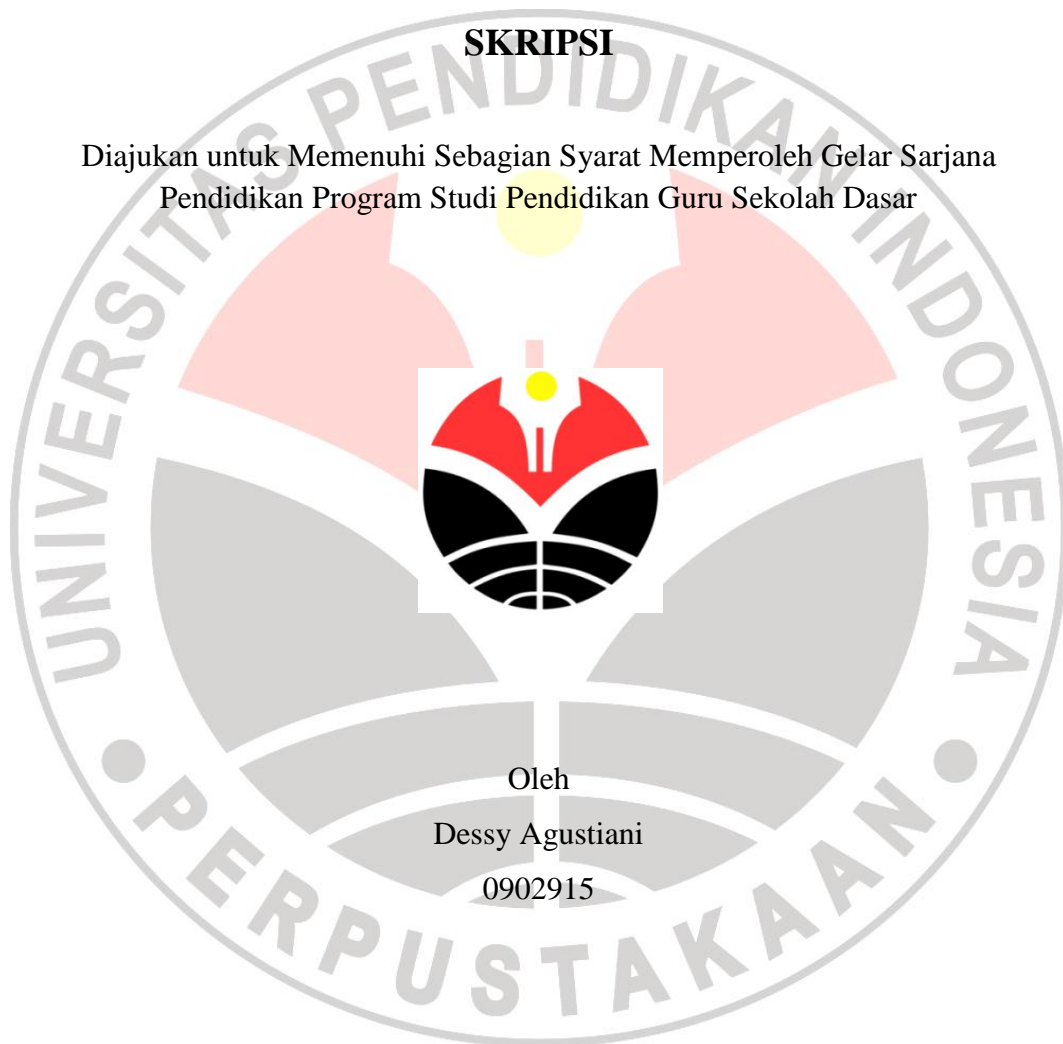 SKRIPSI
Diajukan untuk Memenuhi Sebagian Syarat Memperoleh Gelar Sarjana
Pendidikan Program Studi Pendidikan Guru Sekolah Dasar
UNIVERSITAS PENDIDIKAN INDONESIA
Oleh
Dessy Agustiani
0902915
PERPUSTAKAAN